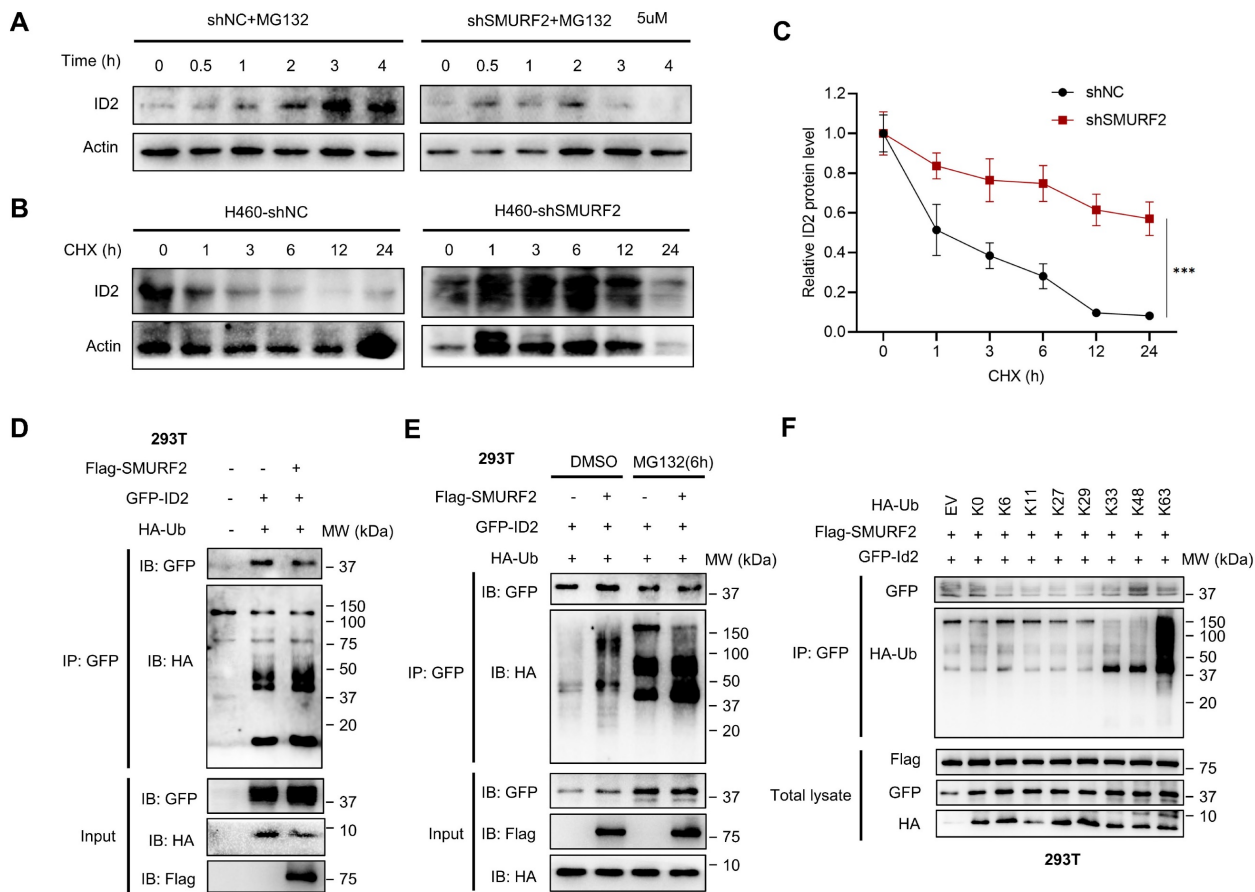 A
shNC+MG132
shSMURF2+MG132 5uM
Time (h)
0 0.5 1 2 3 4
0 0.5 1 2 3 4
ID2
Actin
B
H460-shNC
H460-shSMURF2
CHX (h)
0 1 3 6 12 24
0 1 3 6 12 24
ID2
Actin
C
shNC
shSMURF2
Relative ID2 protein level
1.2
1.0
0.8
0.6
0.4
0.2
0.0
***
0 1 3 6 12 24
CHX (h)
D
293T
Flag-SMURF2 - - +
GFP-ID2 - + +
HA-Ub - + + MW (kDa)
IP: GFP
IB: GFP
37
IB: HA
150
100
75
50
37
20
Input
IB: GFP
37
IB: HA
10
IB: Flag
75
E
293T
DMSO MG132(6h)
Flag-SMURF2 - + - +
GFP-ID2 + + + +
HA-Ub + + + + MW (kDa)
IP: GFP
IB: GFP
37
IB: HA
150
100
50
37
20
Input
IB: GFP
37
IB: Flag
75
IB: HA
10
F
HA-Ub EV K0 K6 K11 K27 K29 K33 K48 K63
Flag-SMURF2 + + + + + + + + +
GFP-Id2 + + + + + + + + + MW (kDa)
IP: GFP
GFP
37
HA-Ub
150
100
50
37
20
Total lysate
Flag
75
GFP
37
HA
10
293T